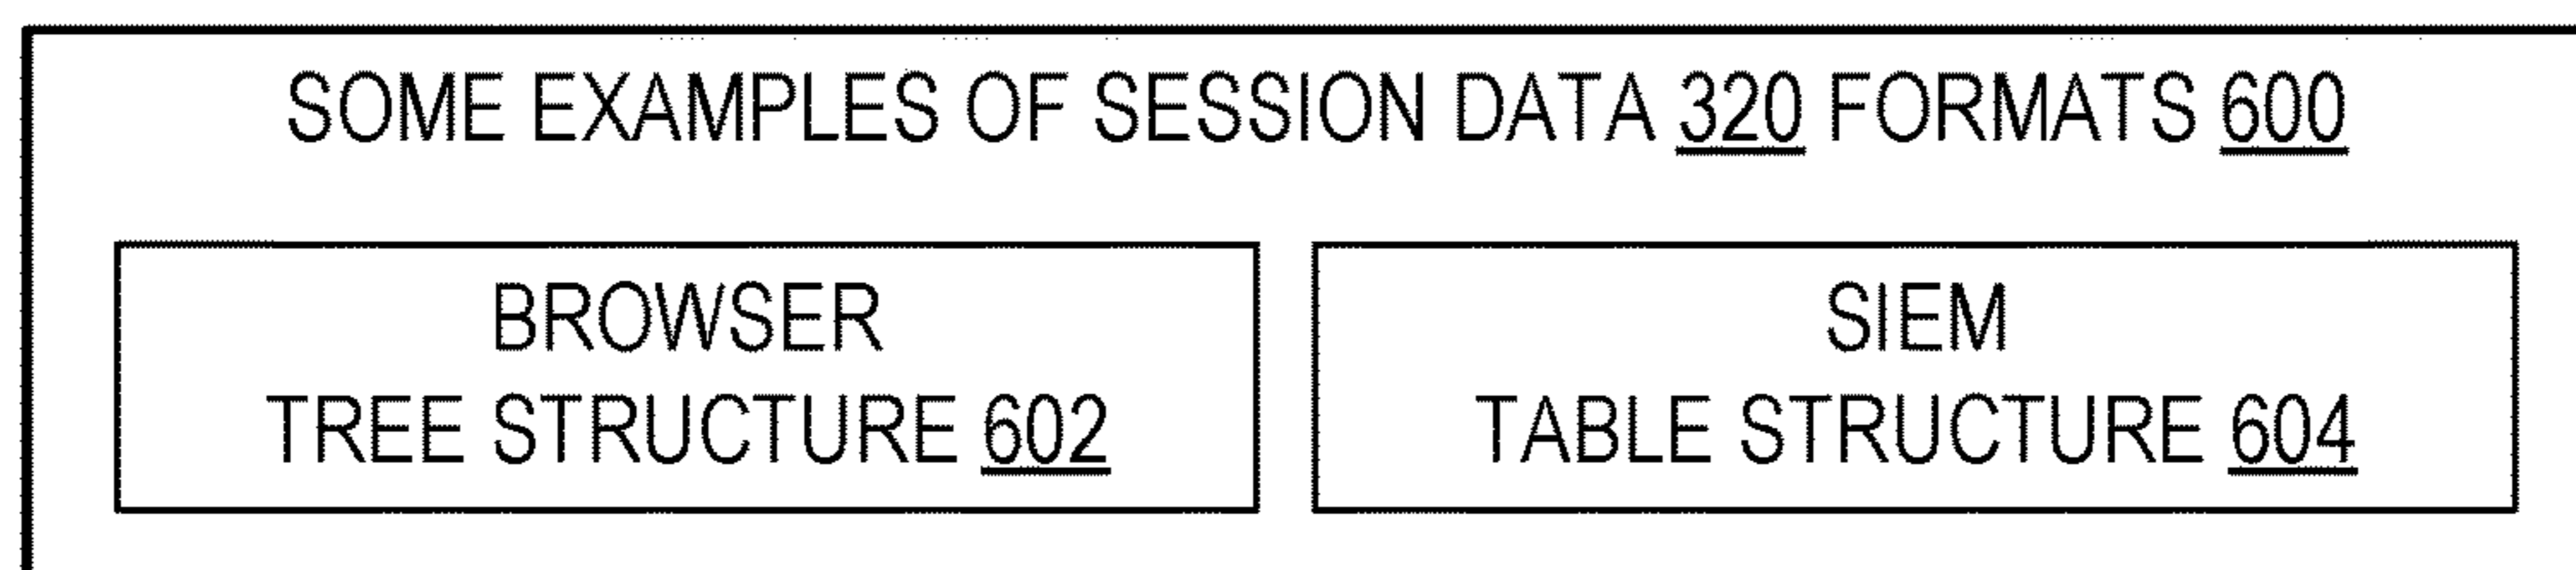 SOME EXAMPLES OF SESSION DATA 320 FORMATS 600
BROWSER
TREE STRUCTURE 602
SIEM
TABLE STRUCTURE 604